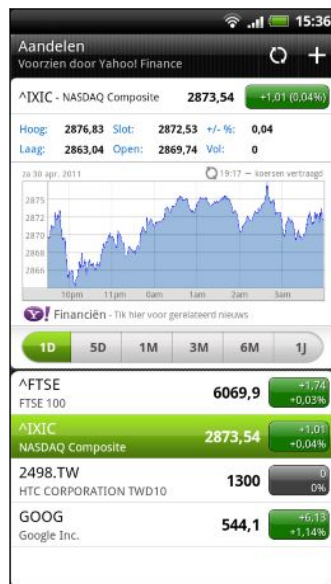 15:36
Aandelen
Voorzien door Yahoo! Finance
^IXIC - NASDAQ Composite 2873,54 +1,01 (0,04%)
Hoog: 2876,83 Slot: 2872,53 +/- %: 0,04
Laag: 2863,04 Open: 2869,74 Vol: 0
za 30 apr. 2011 19:17 – koersen vertraagd
2875
2872
2870
2868
2866
10pm 11pm 0am 1am 2am 3am
Y! Financiën - Tik hier voor gerelateerd nieuws
1D 5D 1M 3M 6M 1J
^FTSE 6069,9 +1,74
FTSE 100 +0,03%
^IXIC 2873,54 +1,01
NASDAQ Composite +0,04%
2498.TW 1300 0
HTC CORPORATION TWD10 0%
GOOG 544,1 +6,13
Google Inc. +1,14%